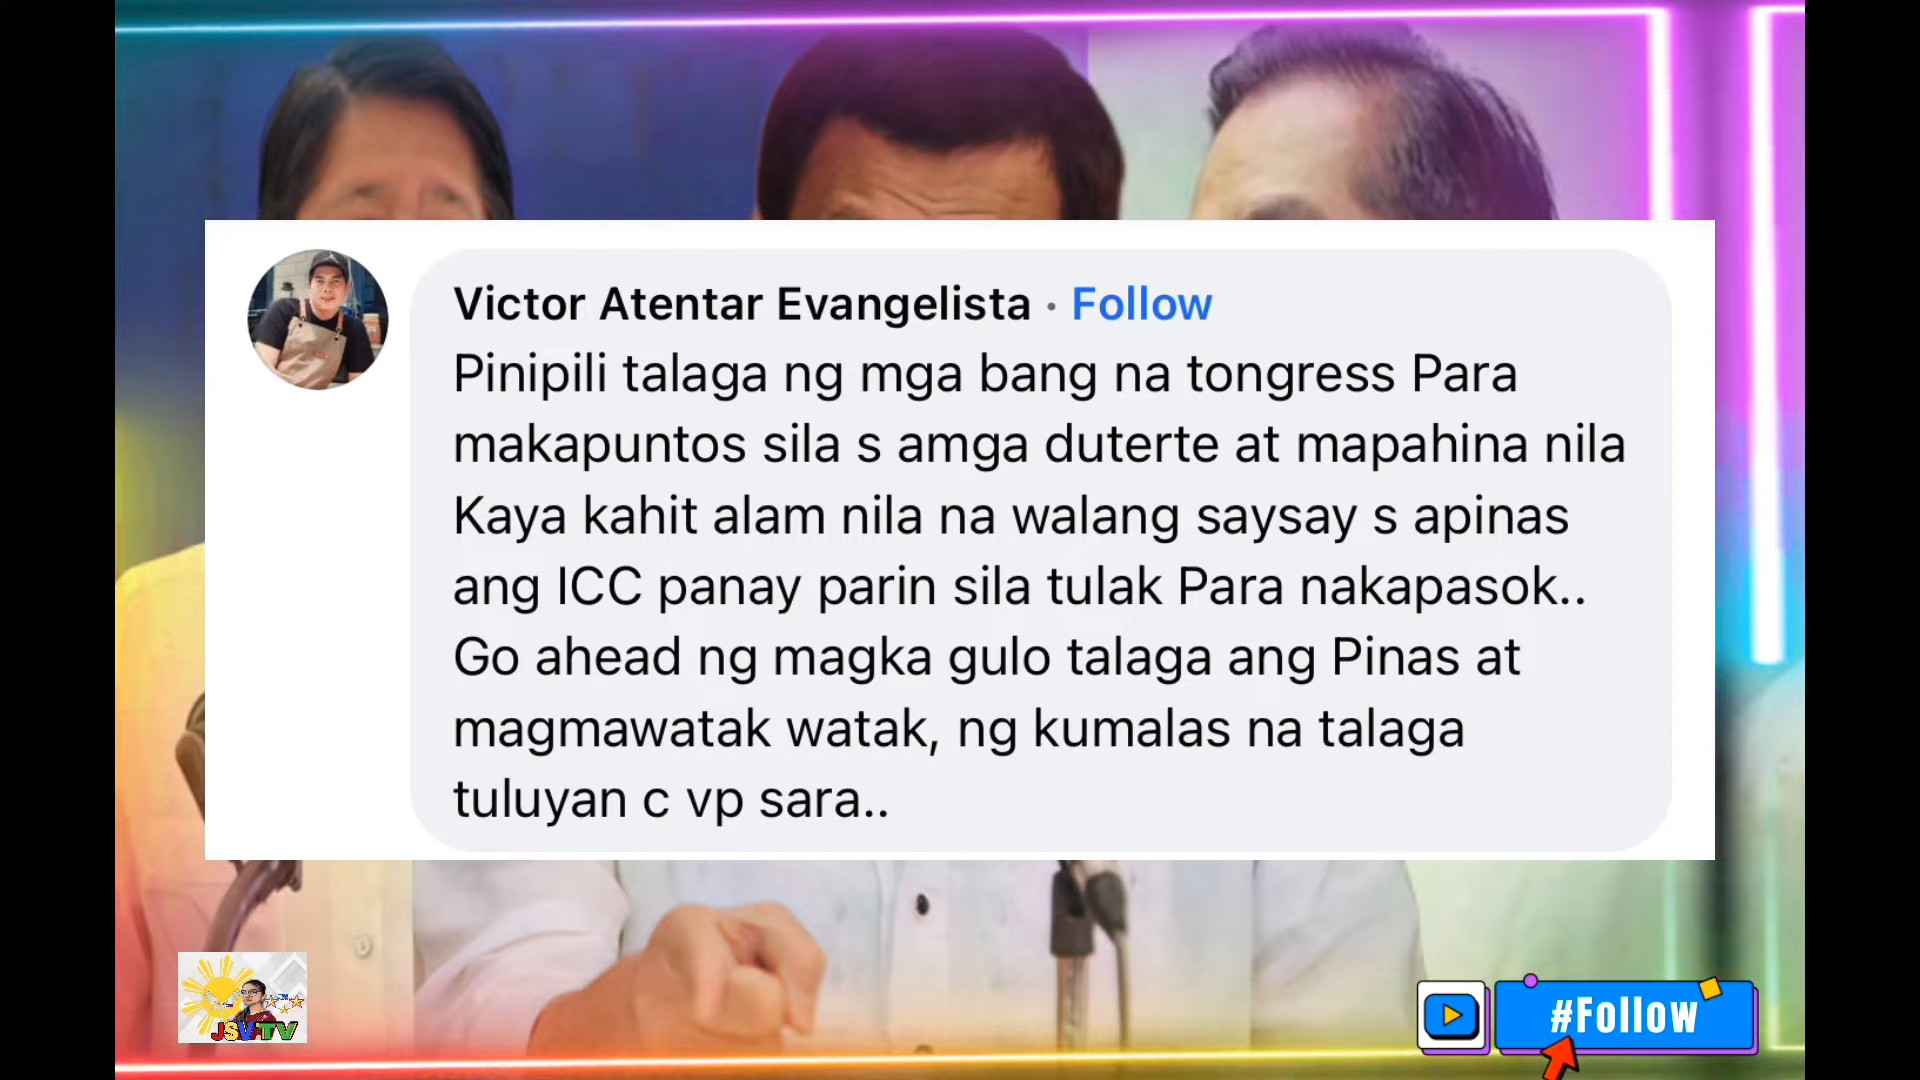 Victor Atentar Evangelista · Follow
Pinipili talaga ng mga bang na tongress Para
makapuntos sila s amga duterte at mapahina nila
Kaya kahit alam nila na walang saysay s apinas
ang ICC panay parin sila tulak Para nakapasok..
Go ahead ng magka gulo talaga ang Pinas at
magmawatak watak, ng kumalas na talaga
tuluyan c vp sara..
JSV TV
#Follow